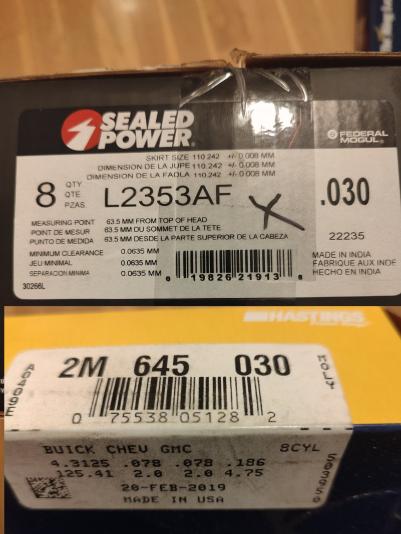 SEALED POWER
FEDERAL MOGUL
SKIRT SIZE 110.242 +/- 0.008 MM
DIMENSION DE LA JUPE 110.242 +/- 0.008 MM
DIMENSION DE LA FAOLA 110.242 +/- 0.008 MM
8 QTY QTE PZAS. L2353AF .030
MEASURING POINT 63.5 MM FROM TOP OF HEAD
POINT DE MESUR 63.5 MM DU SOMMET DE LA TETE
PUNTO DE MEDIDA 63.5 MM DESDE LA PARTE SUPERIOR DE LA CABEZA
22235
MINIMUM CLEARANCE 0.0635 MM
JEU MINIMAL 0.0635 MM
SEPARACION MINIMA 0.0635 MM
MADE IN INDIA
FABRIQUE AUX INDE
HECHO EN INDIA
0 19826 21913 8
30266L
HASTINGS
2M 645 030
MOLY
0 75538 05128 2
BUICK CHEV GMC 8CYL
4.3125 .078 .078 .186
125.41 2.0 2.0 4.75
20-FEB-2019
MADE IN USA